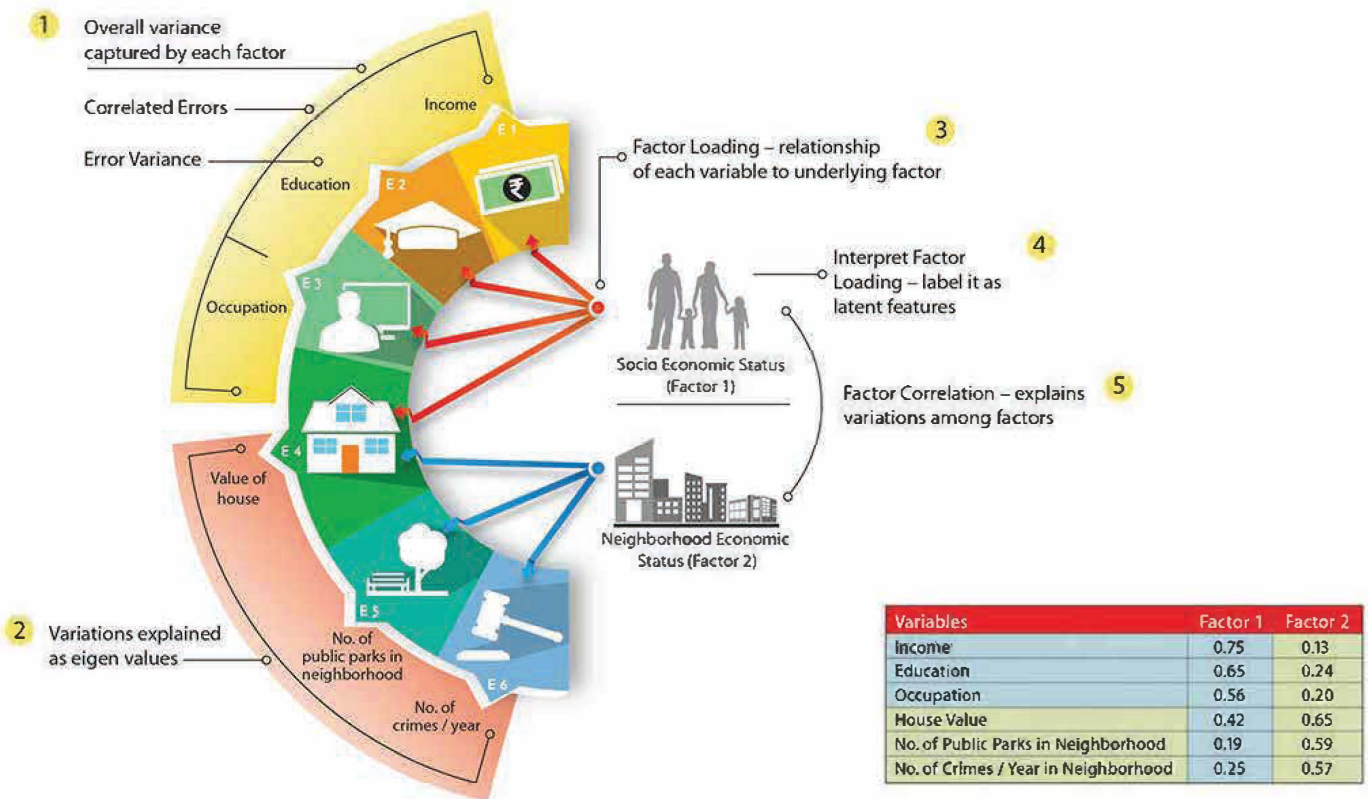 1
Overall variance
captured by each factor
Correlated Errors
Error Variance
Income
Education
Occupation
E 1
E 2
E 3
E 4
E 5
E 6
₹
Value of
house
No. of
public parks in
neighborhood
No. of
crimes / year
2
Variations explained
as eigen values
3
Factor Loading – relationship
of each variable to underlying factor
4
Interpret Factor
Loading – label it as
latent features
Socio Economic Status
(Factor 1)
5
Factor Correlation – explains
variations among factors
Neighborhood Economic
Status (Factor 2)
Variables Factor 1 Factor 2
Income 0.75 0.13
Education 0.65 0.24
Occupation 0.56 0.20
House Value 0.42 0.65
No. of Public Parks in Neighborhood 0.19 0.59
No. of Crimes / Year in Neighborhood 0.25 0.57